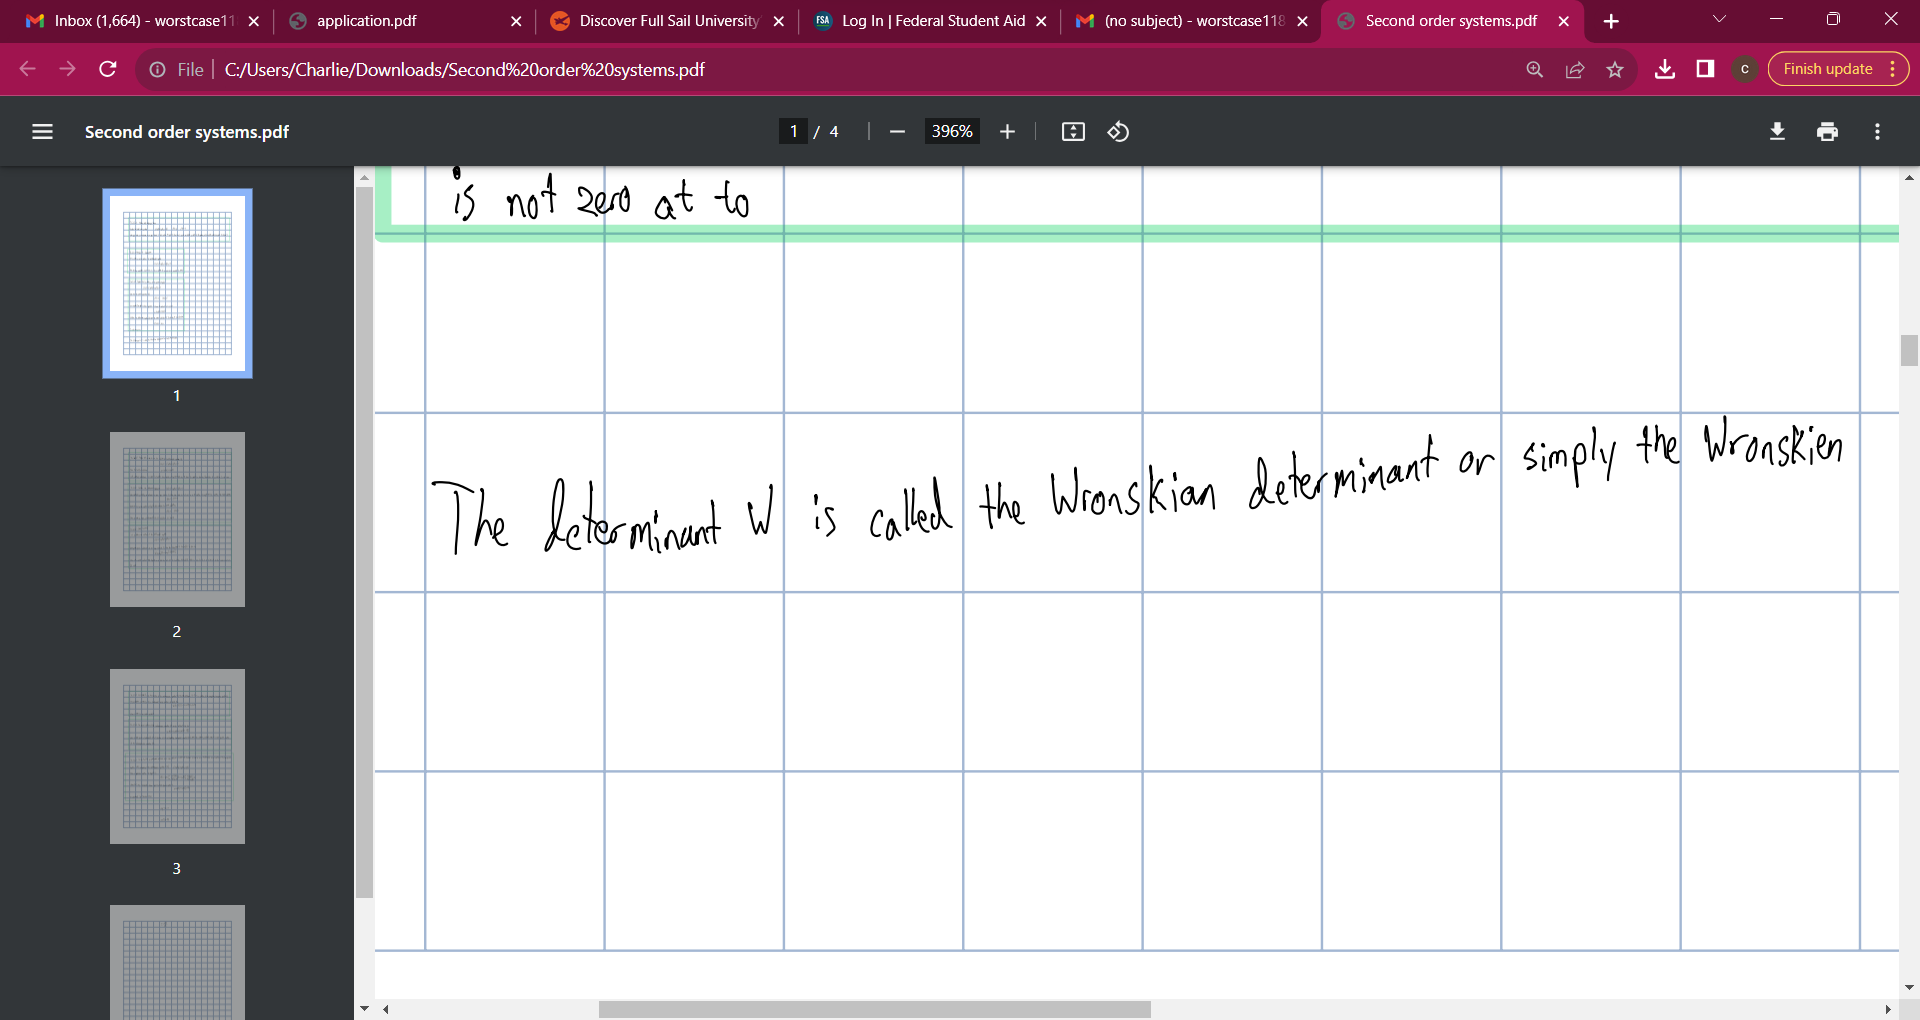 Inbox (1,664) - worstcase11
application.pdf
Discover Full Sail University
FSA Log In | Federal Student Aid
(no subject) - worstcase118
Second order systems.pdf
File | C:/Users/Charlie/Downloads/Second%20order%20systems.pdf
C
Finish update
Second order systems.pdf
1 / 4
396%
is not zero at to
The determinant W is called the Wronskian determinant or simply the Wronskien
1
2
3